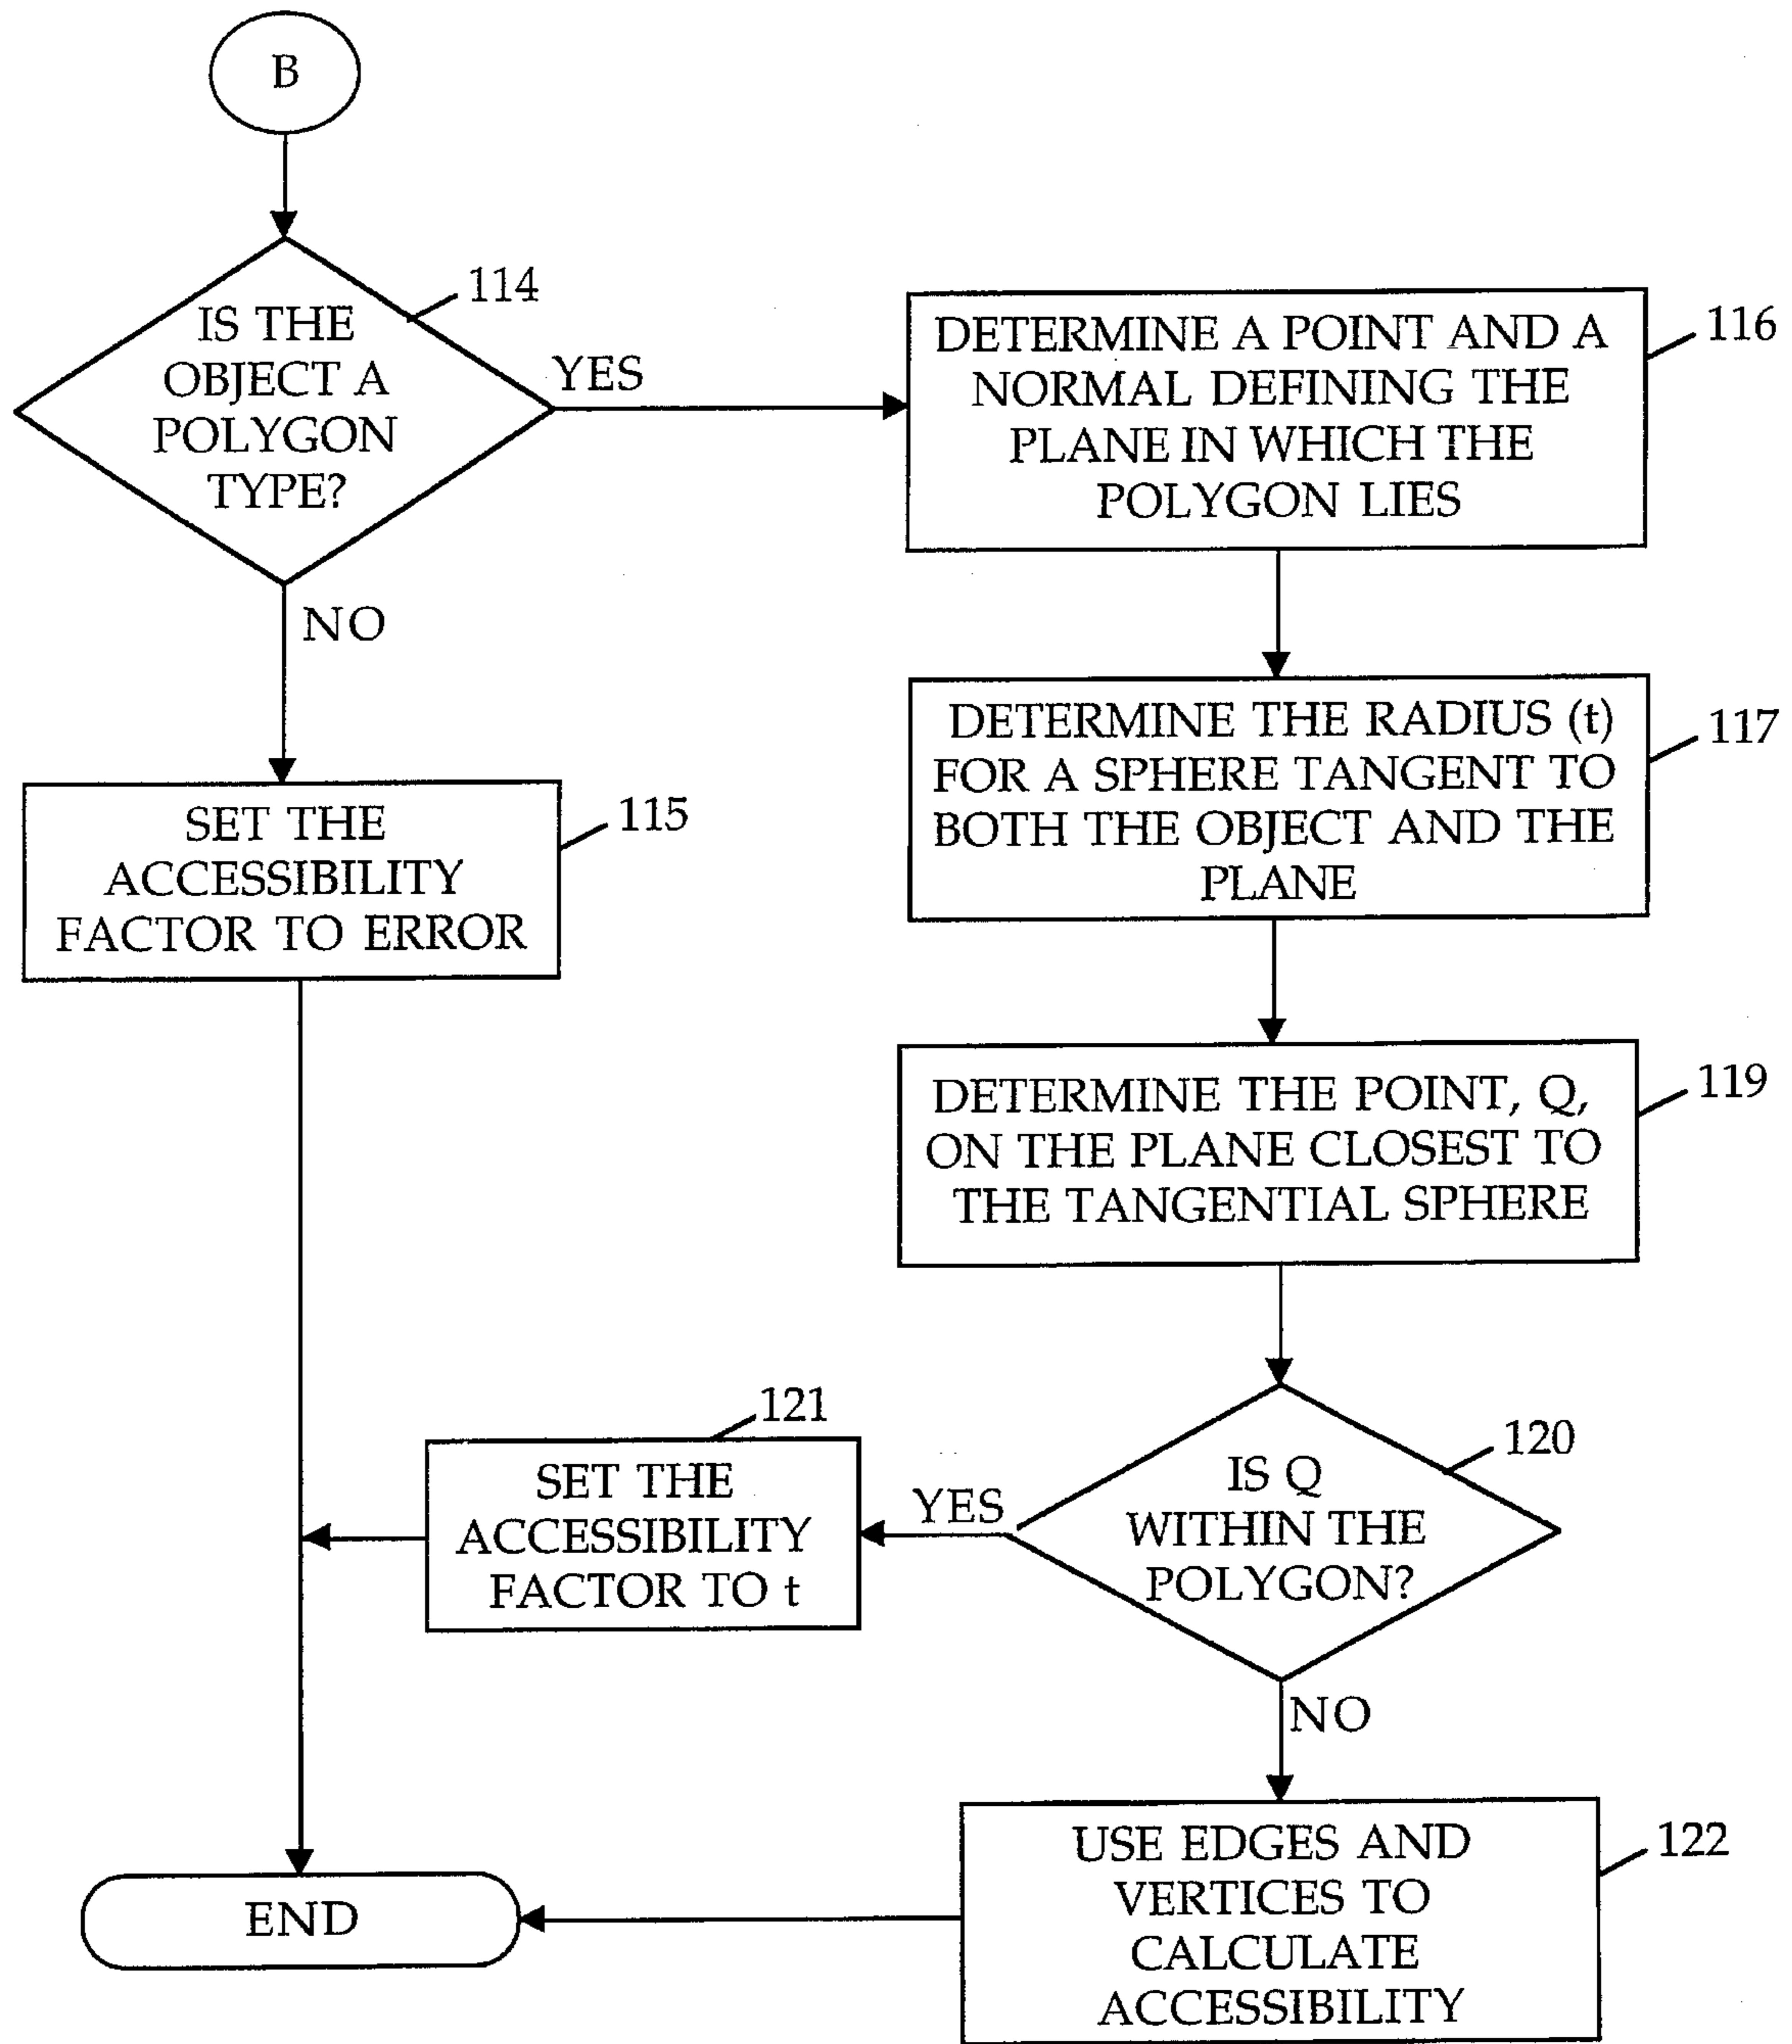 B
IS THE
OBJECT A
POLYGON
TYPE?
114
YES
NO
DETERMINE A POINT AND A
NORMAL DEFINING THE
PLANE IN WHICH THE
POLYGON LIES
116
DETERMINE THE RADIUS (t)
FOR A SPHERE TANGENT TO
BOTH THE OBJECT AND THE
PLANE
117
SET THE
ACCESSIBILITY
FACTOR TO ERROR
115
DETERMINE THE POINT, Q,
ON THE PLANE CLOSEST TO
THE TANGENTIAL SPHERE
119
IS Q
WITHIN THE
POLYGON?
120
YES
NO
SET THE
ACCESSIBILITY
FACTOR TO t
121
USE EDGES AND
VERTICES TO
CALCULATE
ACCESSIBILITY
122
END